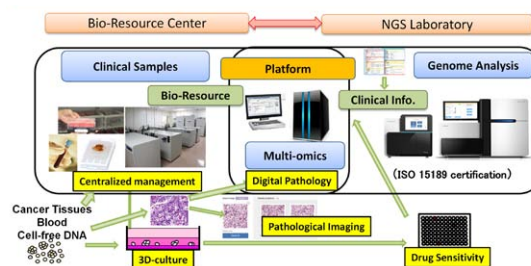 Bio-Resource Center
NGS Laboratory
Clinical Samples
Platform
Genome Analysis
Bio-Resource
Clinical Info.
Multi-omics
(ISO 15189 certification)
Centralized management
Digital Pathology
Cancer Tissues
Blood
Cell-free DNA
Pathological Imaging
3D-culture
Drug Sensitivity